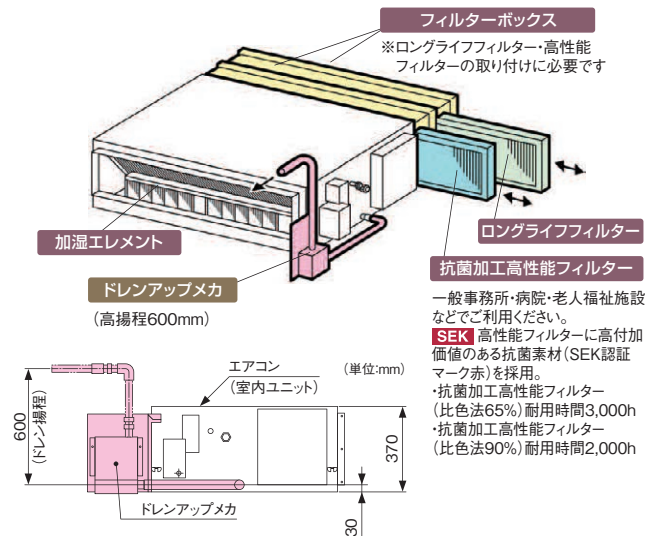 フィルターボックス
※ロングライフフィルター・高性能
フィルターの取り付けに必要です
加湿エレメント
ドレンアップメカ
(高揚程600mm)
ロングライフフィルター
抗菌加工高性能フィルター
一般事務所・病院・老人福祉施設
などでご利用ください。
SEK 高性能フィルターに高付加
価値のある抗菌素材(SEK認証
マーク赤)を採用。
・抗菌加工高性能フィルター
(比色法65%)耐用時間3,000h
・抗菌加工高性能フィルター
(比色法90%)耐用時間2,000h
エアコン
(室内ユニット)
(単位:mm)
600
(ドレン揚程)
370
30
ドレンアップメカ